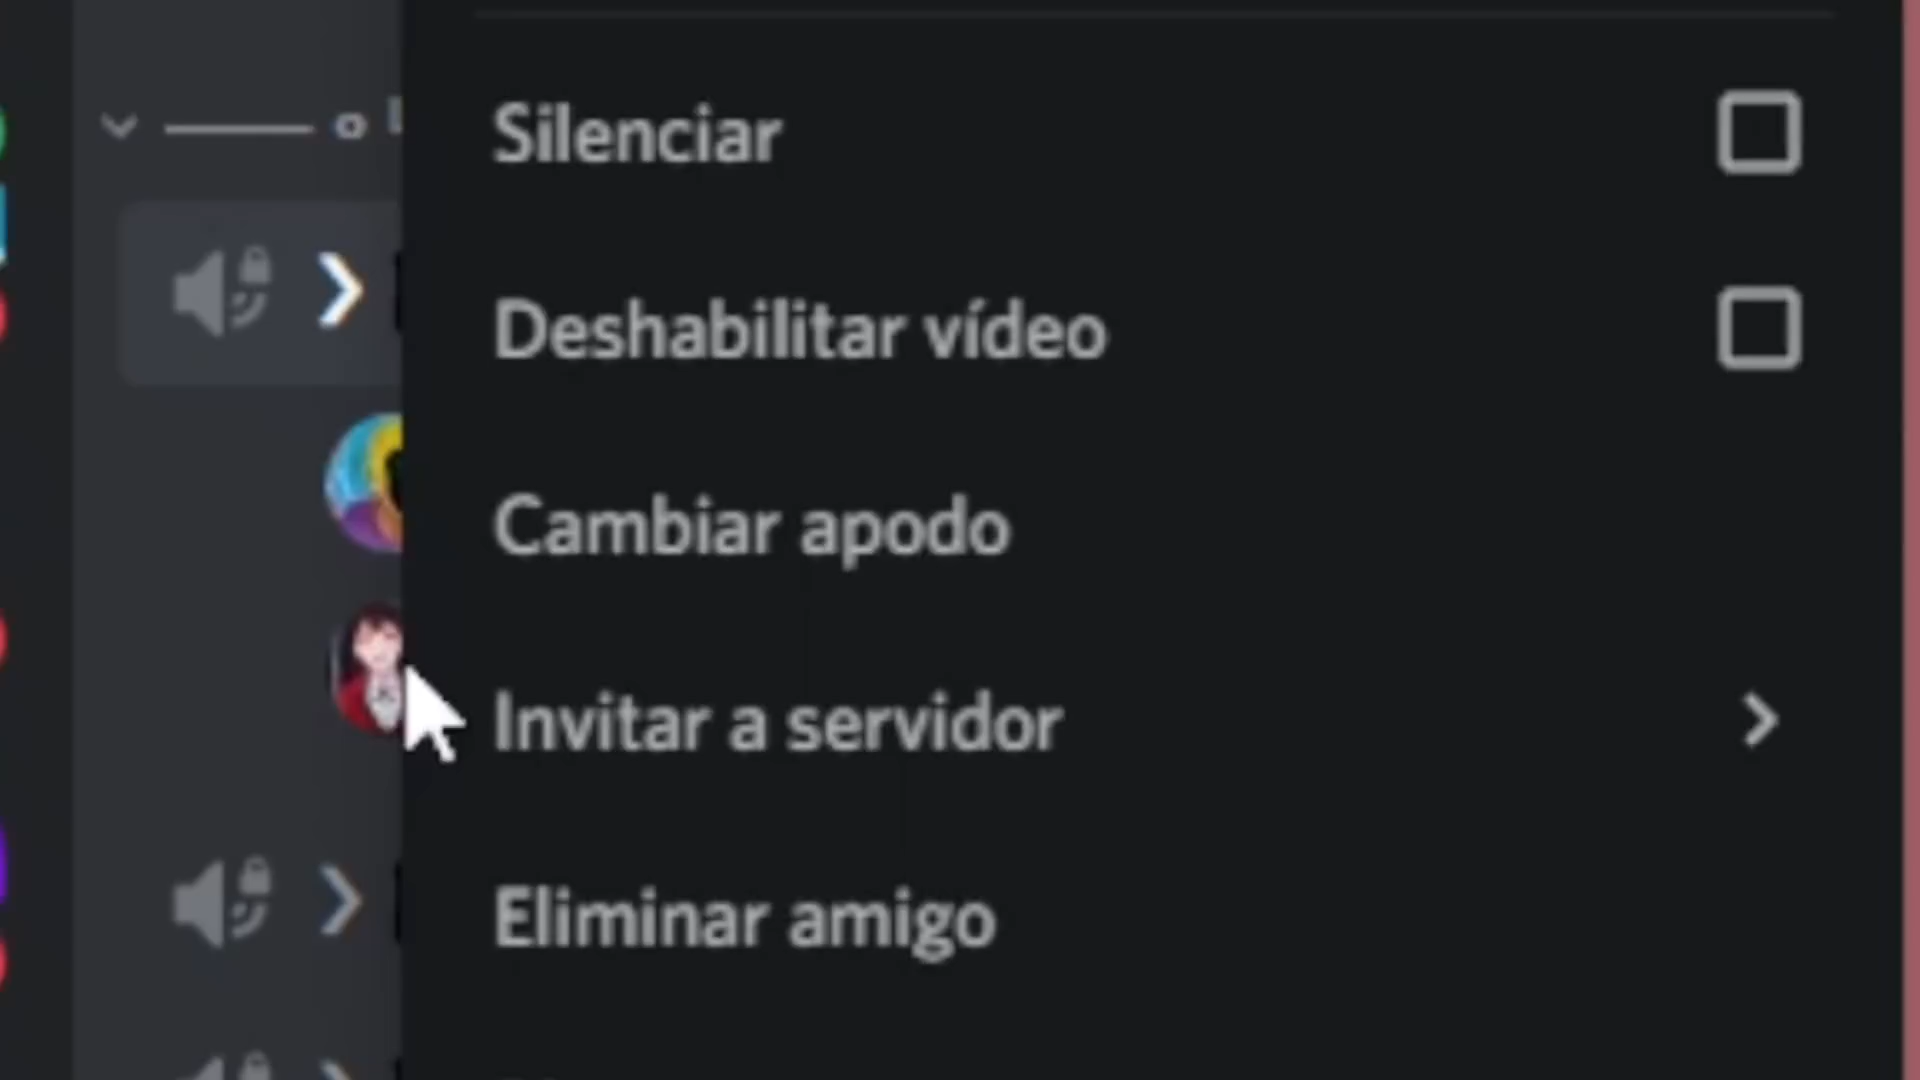 Silenciar
Deshabilitar vídeo
Cambiar apodo
Invitar a servidor
Eliminar amigo